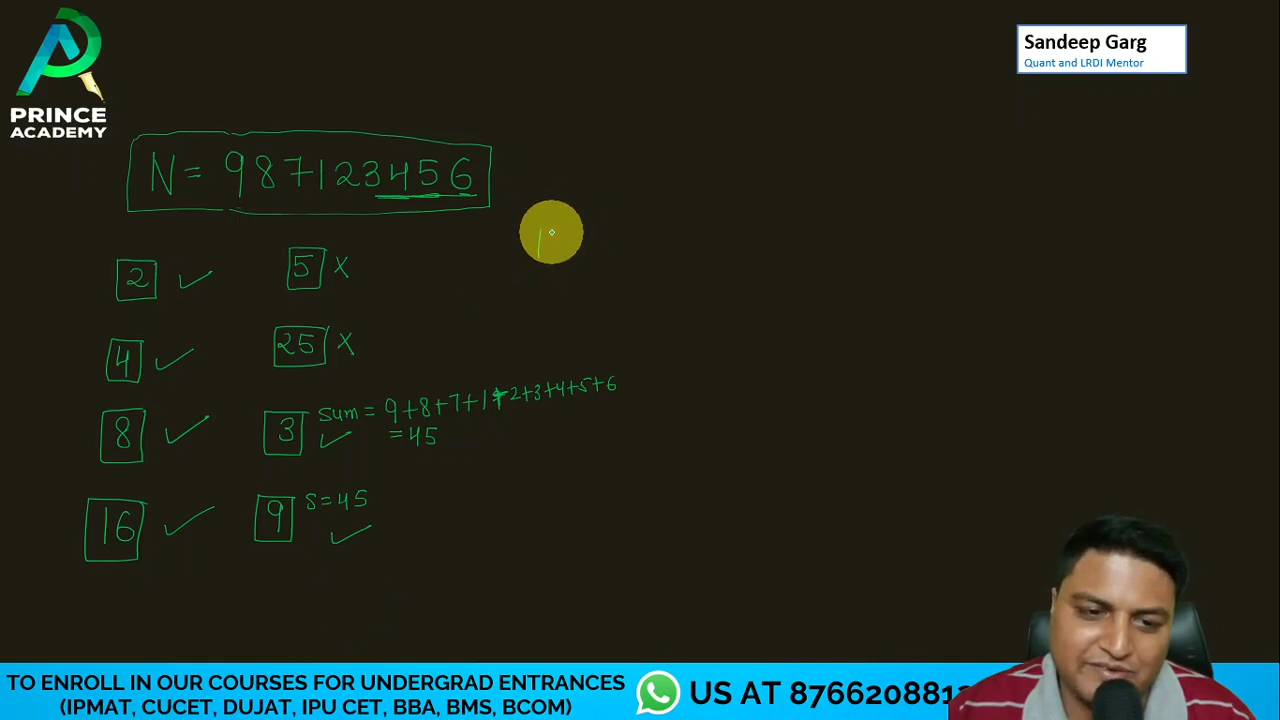 PRINCE
ACADEMY
Sandeep Garg
Quant and LRDI Mentor
N = 987123456
2 ✓
5 X
4 ✓
25 X
8 ✓
3 ✓ Sum = 9+8+7+1+2+3+4+5+6
= 45
16 ✓
9 S=45
✓
TO ENROLL IN OUR COURSES FOR UNDERGRAD ENTRANCES
(IPMAT, CUCET, DUJAT, IPU CET, BBA, BMS, BCOM)
US AT 876620881